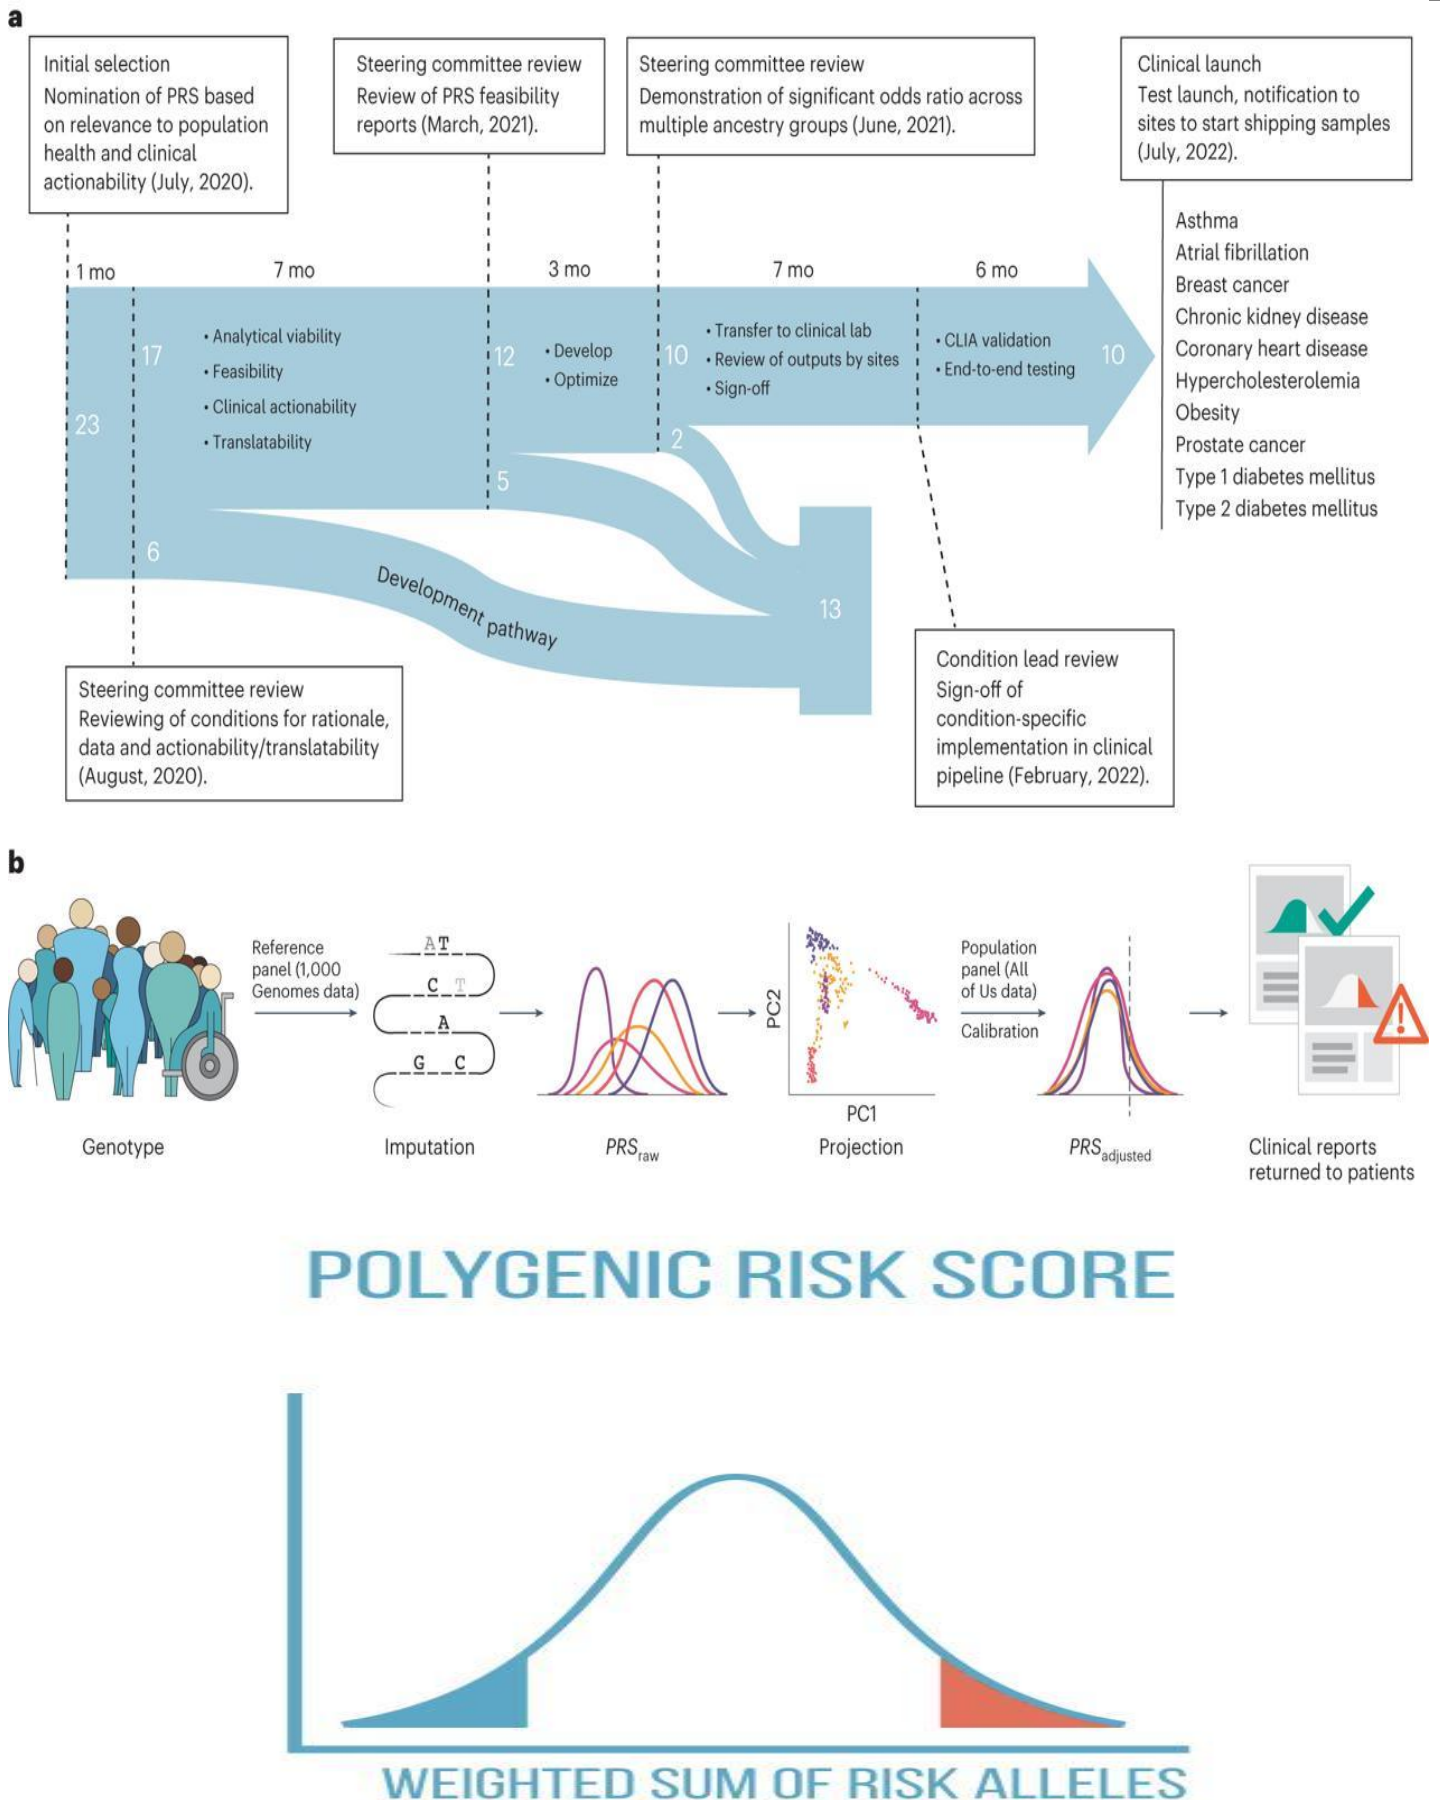 a
Initial selection
Nomination of PRS based
on relevance to population
health and clinical
actionability (July, 2020).
Steering committee review
Review of PRS feasibility
reports (March, 2021).
Steering committee review
Demonstration of significant odds ratio across
multiple ancestry groups (June, 2021).
Clinical launch
Test launch, notification to
sites to start shipping samples
(July, 2022).
Asthma
Atrial fibrillation
Breast cancer
Chronic kidney disease
Coronary heart disease
Hypercholesterolemia
Obesity
Prostate cancer
Type 1 diabetes mellitus
Type 2 diabetes mellitus
1 mo
7 mo
3 mo
7 mo
6 mo
23
17
• Analytical viability
• Feasibility
• Clinical actionability
• Translatability
12
• Develop
• Optimize
10
• Transfer to clinical lab
• Review of outputs by sites
• Sign-off
• CLIA validation
• End-to-end testing
10
2
5
6
Development pathway
13
Steering committee review
Reviewing of conditions for rationale,
data and actionability/translatability
(August, 2020).
Condition lead review
Sign-off of
condition-specific
implementation in clinical
pipeline (February, 2022).
b
Reference
panel (1,000
Genomes data)
A T
C T
A
G C
PC2
PC1
Population
panel (All
of Us data)
Calibration
Genotype
Imputation
PRSraw
Projection
PRSadjusted
Clinical reports
returned to patients
POLYGENIC RISK SCORE
WEIGHTED SUM OF RISK ALLELES